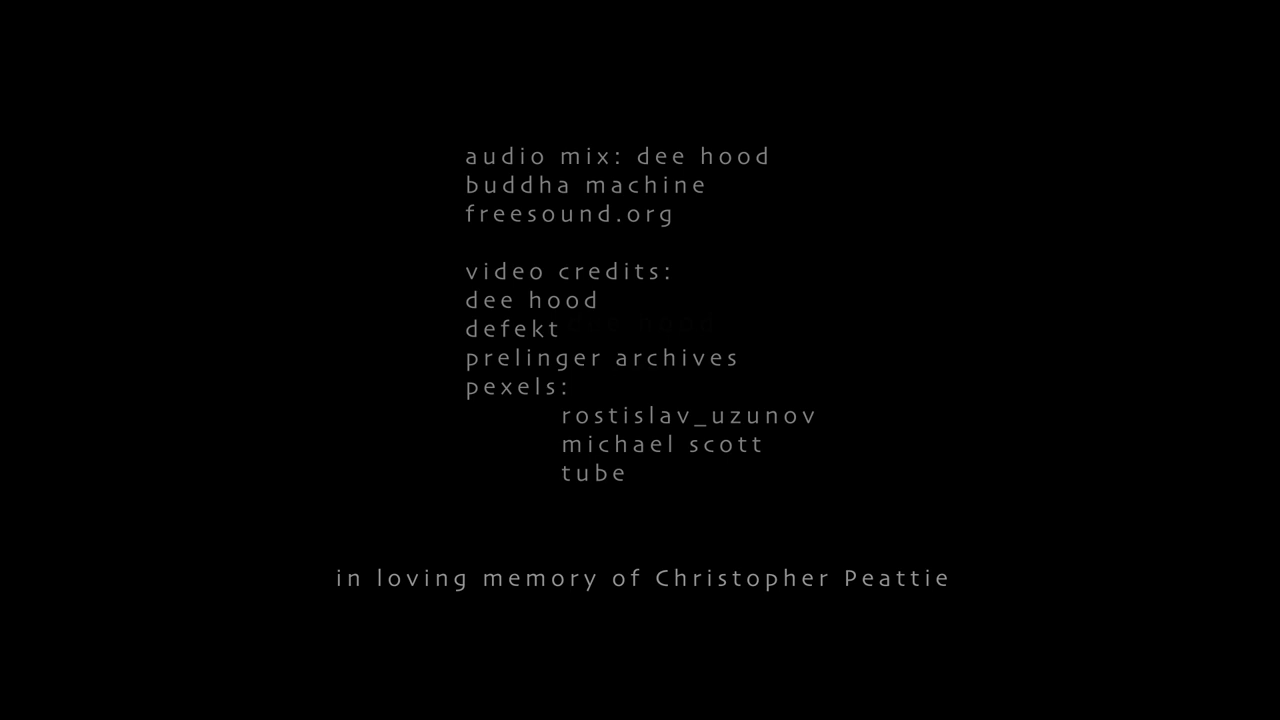 audio mix: dee hood
buddha machine
freesound.org
video credits:
dee hood
defekt
prelinger archives
pexels:
rostislav_uzunov
michael scott
tube
in loving memory of Christopher Peattie